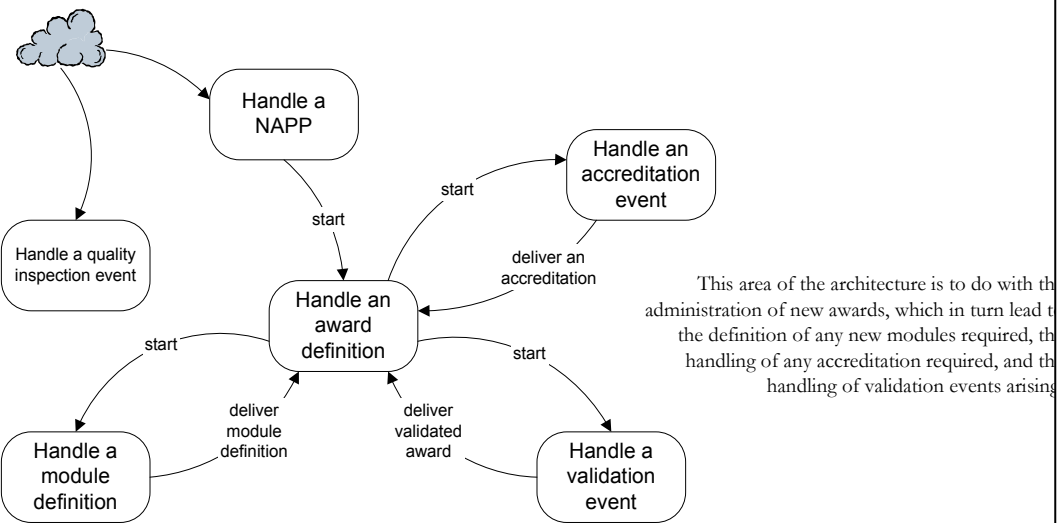 Handle a
NAPP
Handle an
accreditation
event
start
start
Handle a quality
inspection event
deliver an
accreditation
Handle an
award
definition
This area of the architecture is to do with th
administration of new awards, which in turn lead t
the definition of any new modules required, th
handling of any accreditation required, and th
handling of validation events arising
start
start
deliver
module
definition
deliver
validated
award
Handle a
module
definition
Handle a
validation
event